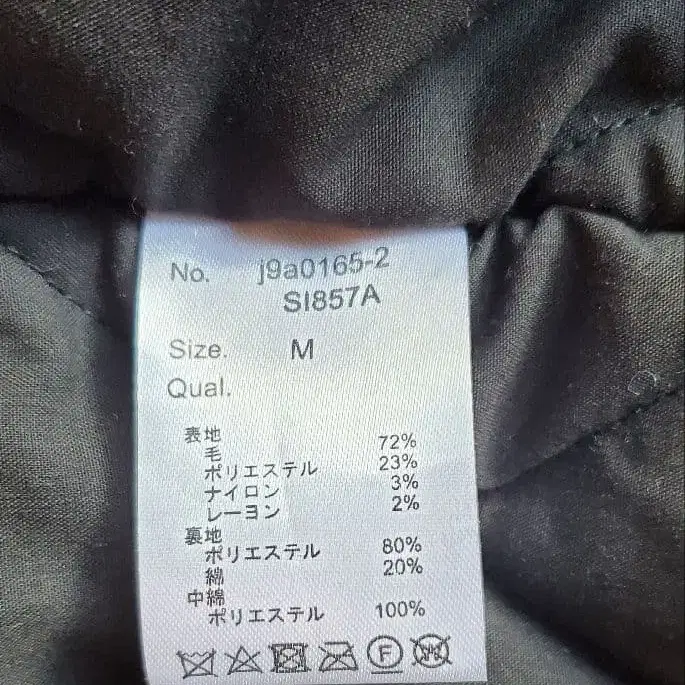 No. j9a0165-2
SI857A
Size. M
Qual.
表地
毛 72%
ポリエステル 23%
ナイロン 3%
レーヨン 2%
裏地
ポリエステル 80%
綿 20%
中綿
ポリエステル 100%
F W